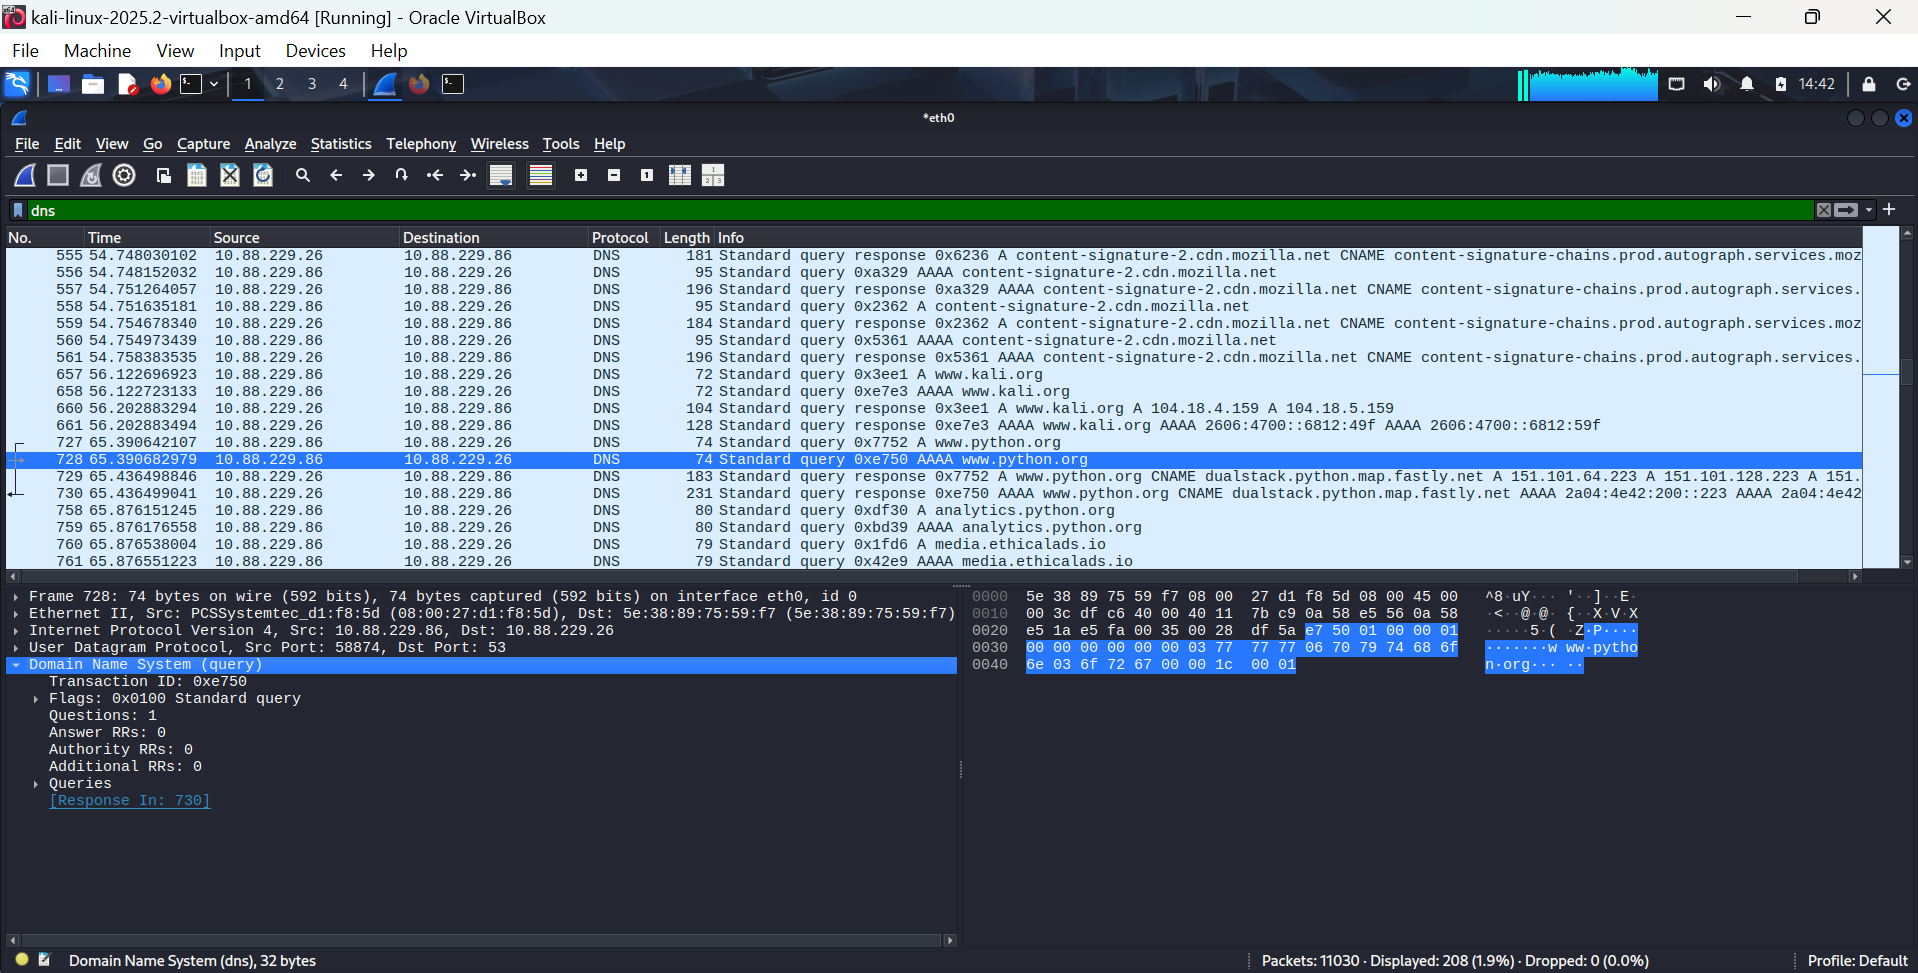 kali-linux-2025.2-virtualbox-amd64 [Running] - Oracle VirtualBox
File Machine View Input Devices Help
1 2 3 4 14:42
*eth0
File Edit View Go Capture Analyze Statistics Telephony Wireless Tools Help
dns
No. Time Source Destination Protocol Length Info
555 54.748030102 10.88.229.26 10.88.229.86 DNS 181 Standard query response 0x6236 A content-signature-2.cdn.mozilla.net CNAME content-signature-chains.prod.autograph.services.moz
556 54.748152032 10.88.229.86 10.88.229.26 DNS 95 Standard query 0xa329 AAAA content-signature-2.cdn.mozilla.net
557 54.751264057 10.88.229.26 10.88.229.86 DNS 196 Standard query response 0xa329 AAAA content-signature-2.cdn.mozilla.net CNAME content-signature-chains.prod.autograph.services.
558 54.751635181 10.88.229.86 10.88.229.26 DNS 95 Standard query 0x2362 A content-signature-2.cdn.mozilla.net
559 54.754678340 10.88.229.26 10.88.229.86 DNS 184 Standard query response 0x2362 A content-signature-2.cdn.mozilla.net CNAME content-signature-chains.prod.autograph.services.moz
560 54.754973439 10.88.229.86 10.88.229.26 DNS 95 Standard query 0x5361 AAAA content-signature-2.cdn.mozilla.net
561 54.758383535 10.88.229.26 10.88.229.86 DNS 196 Standard query response 0x5361 AAAA content-signature-2.cdn.mozilla.net CNAME content-signature-chains.prod.autograph.services.
657 56.122696923 10.88.229.86 10.88.229.26 DNS 72 Standard query 0x3ee1 A www.kali.org
658 56.122723133 10.88.229.86 10.88.229.26 DNS 72 Standard query 0xe7e3 AAAA www.kali.org
660 56.202883294 10.88.229.26 10.88.229.86 DNS 104 Standard query response 0x3ee1 A www.kali.org A 104.18.4.159 A 104.18.5.159
661 56.202883494 10.88.229.26 10.88.229.86 DNS 128 Standard query response 0xe7e3 AAAA www.kali.org AAAA 2606:4700::6812:49f AAAA 2606:4700::6812:59f
727 65.390642107 10.88.229.86 10.88.229.26 DNS 74 Standard query 0x7752 A www.python.org
728 65.390682979 10.88.229.86 10.88.229.26 DNS 74 Standard query 0xe750 AAAA www.python.org
729 65.436498846 10.88.229.26 10.88.229.86 DNS 183 Standard query response 0x7752 A www.python.org CNAME dualstack.python.map.fastly.net A 151.101.64.223 A 151.101.128.223 A 151.
730 65.436499041 10.88.229.26 10.88.229.86 DNS 231 Standard query response 0xe750 AAAA www.python.org CNAME dualstack.python.map.fastly.net AAAA 2a04:4e42:200::223 AAAA 2a04:4e42
758 65.876151245 10.88.229.86 10.88.229.26 DNS 80 Standard query 0xdf30 A analytics.python.org
759 65.876176558 10.88.229.86 10.88.229.26 DNS 80 Standard query 0xbd39 AAAA analytics.python.org
760 65.876538004 10.88.229.86 10.88.229.26 DNS 79 Standard query 0x1fd6 A media.ethicalads.io
761 65.876551223 10.88.229.86 10.88.229.26 DNS 79 Standard query 0x42e9 AAAA media.ethicalads.io
Frame 728: 74 bytes on wire (592 bits), 74 bytes captured (592 bits) on interface eth0, id 0
Ethernet II, Src: PCSSystemtec_d1:f8:5d (08:00:27:d1:f8:5d), Dst: 5e:38:89:75:59:f7 (5e:38:89:75:59:f7)
Internet Protocol Version 4, Src: 10.88.229.86, Dst: 10.88.229.26
User Datagram Protocol, Src Port: 58874, Dst Port: 53
Domain Name System (query)
Transaction ID: 0xe750
Flags: 0x0100 Standard query
Questions: 1
Answer RRs: 0
Authority RRs: 0
Additional RRs: 0
Queries
[Response In: 730]
0000 5e 38 89 75 59 f7 08 00 27 d1 f8 5d 08 00 45 00 ^8·uY··· '··]··E·
0010 00 3c df c6 40 00 40 11 7b c9 0a 58 e5 56 0a 58 ·<··@·@· {··X·V·X
0020 e5 1a e5 fa 00 35 00 28 df 5a e7 50 01 00 00 01 ·····5·( ·Z·P····
0030 00 00 00 00 00 00 03 77 77 77 06 70 79 74 68 6f ·······w ww·pytho
0040 6e 03 6f 72 67 00 00 1c 00 01 n·org··· ··
Domain Name System (dns), 32 bytes
Packets: 11030 · Displayed: 208 (1.9%) · Dropped: 0 (0.0%)
Profile: Default